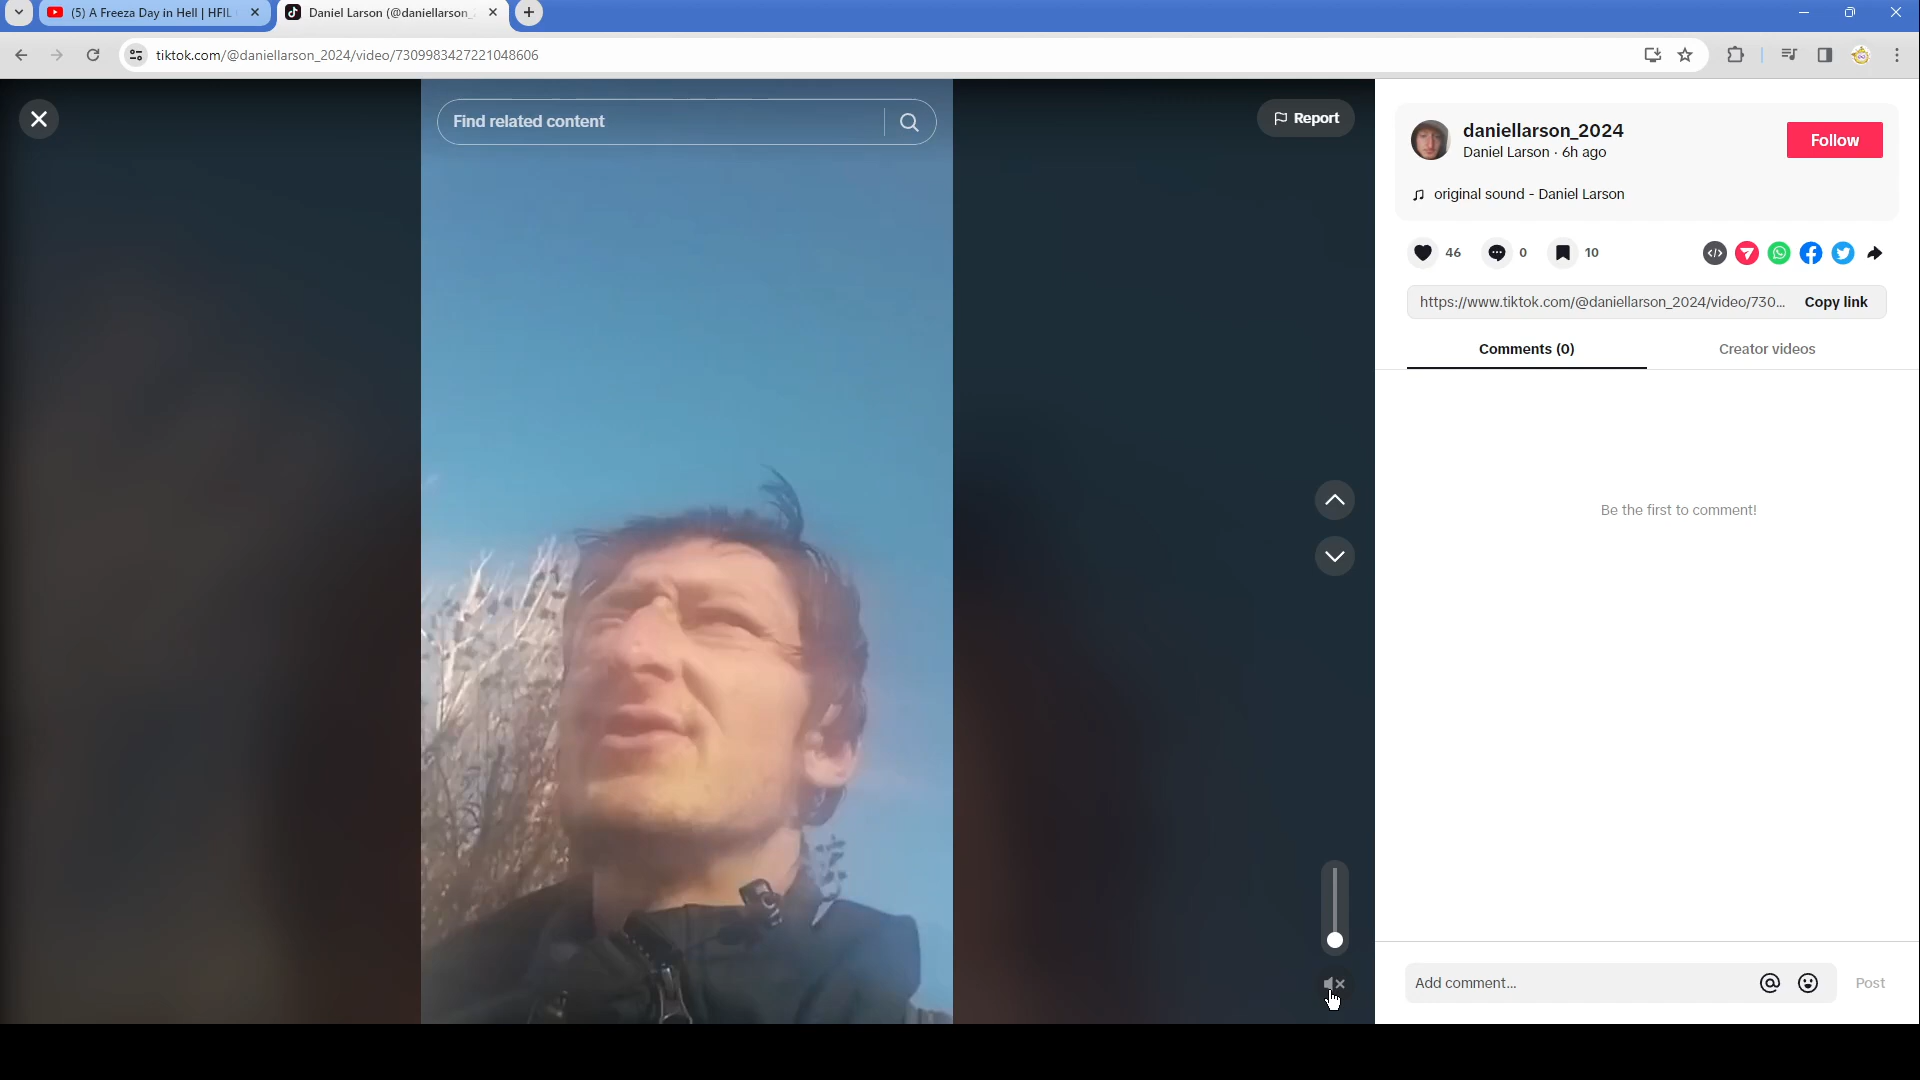 (5) A Freeza Day in Hell | HFIL
Daniel Larson (@daniellarson_
tiktok.com/@daniellarson_2024/video/7309983427221048606
Find related content
Report
daniellarson_2024
Daniel Larson · 6h ago
Follow
original sound - Daniel Larson
46
0
10
https://www.tiktok.com/@daniellarson_2024/video/730...
Copy link
Comments (0)
Creator videos
Be the first to comment!
Add comment...
Post